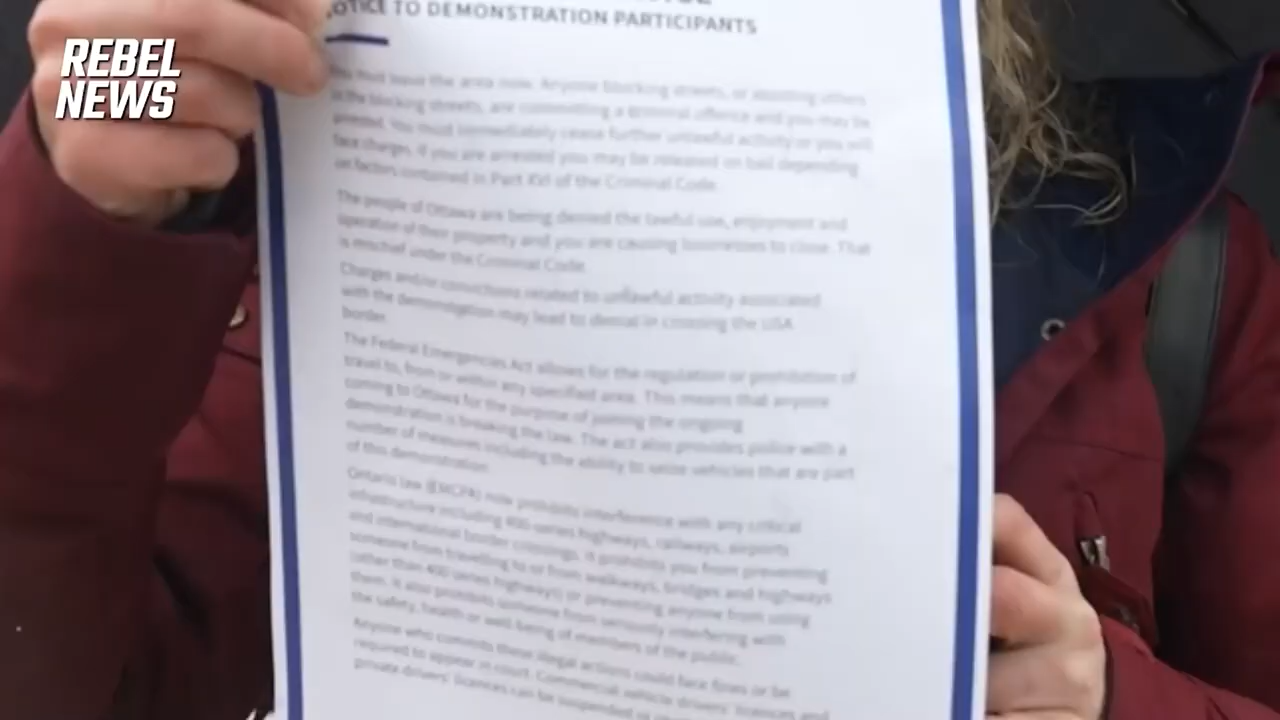 REBEL
NEWS
OTICE TO DEMONSTRATION PARTICIPANTS
You must leave the area now. Anyone blocking streets, or assisting others
in the blocking streets, are committing a criminal offence and you may be
arrested. You must immediately cease further unlawful activity or you will
face charges. If you are arrested you may be released on bail depending
on factors contained in Part XVI of the Criminal Code.
The people of Ottawa are being denied the lawful use, enjoyment and
operation of their property and you are causing businesses to close. That
is mischief under the Criminal Code.
Charges and/or convictions related to unlawful activity associated
with the demonstration may lead to denial in crossing the USA
border.
The Federal Emergencies Act allows for the regulation or prohibition of
travel to, from or within any specified area. This means that anyone
coming to Ottawa for the purpose of joining the ongoing
demonstration is breaking the law. The act also provides police with a
number of measures including the ability to seize vehicles that are part
of this demonstration.
Ontario law (EMCPA) now prohibits interference with any critical
infrastructure including 400 series highways, railways, airports
and international border crossings. It prohibits you from preventing
someone from travelling to or from walkways, bridges and highways
(other than 400 series highways) or preventing anyone from using
them. It also prohibits someone from seriously interfering with
the safety, health or well-being of members of the public.
Anyone who commits these illegal actions could face fines or be
required to appear in court. Commercial vehicle drivers' licences and
private drivers' licences can be suspended or